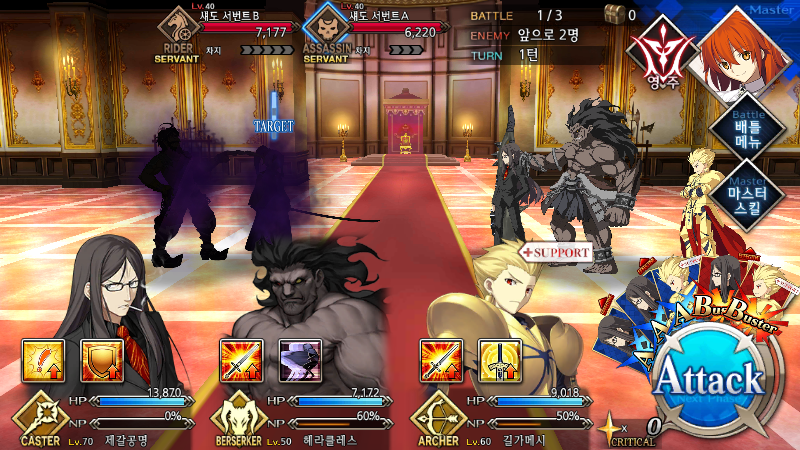 Lv.40
섀도 서번트B
7,177
RIDER
차지
SERVANT
Lv.40
섀도 서번트A
6,220
ASSASSIN
차지
SERVANT
BATTLE 1/3
0
ENEMY 앞으로 2명
TURN 1턴
Master
영주
Battle
배틀
메뉴
Master
마스터
스킬
TARGET
+SUPPORT
A A A Bus Buster
Attack
Next Phase
HP 13,870
NP 0%
CASTER
Lv.70 제갈공명
HP 7,172
NP 60%
BERSERKER
Lv.50 헤라클레스
HP 9,018
NP 50%
ARCHER
Lv.60 길가메시
x 0
CRITICAL